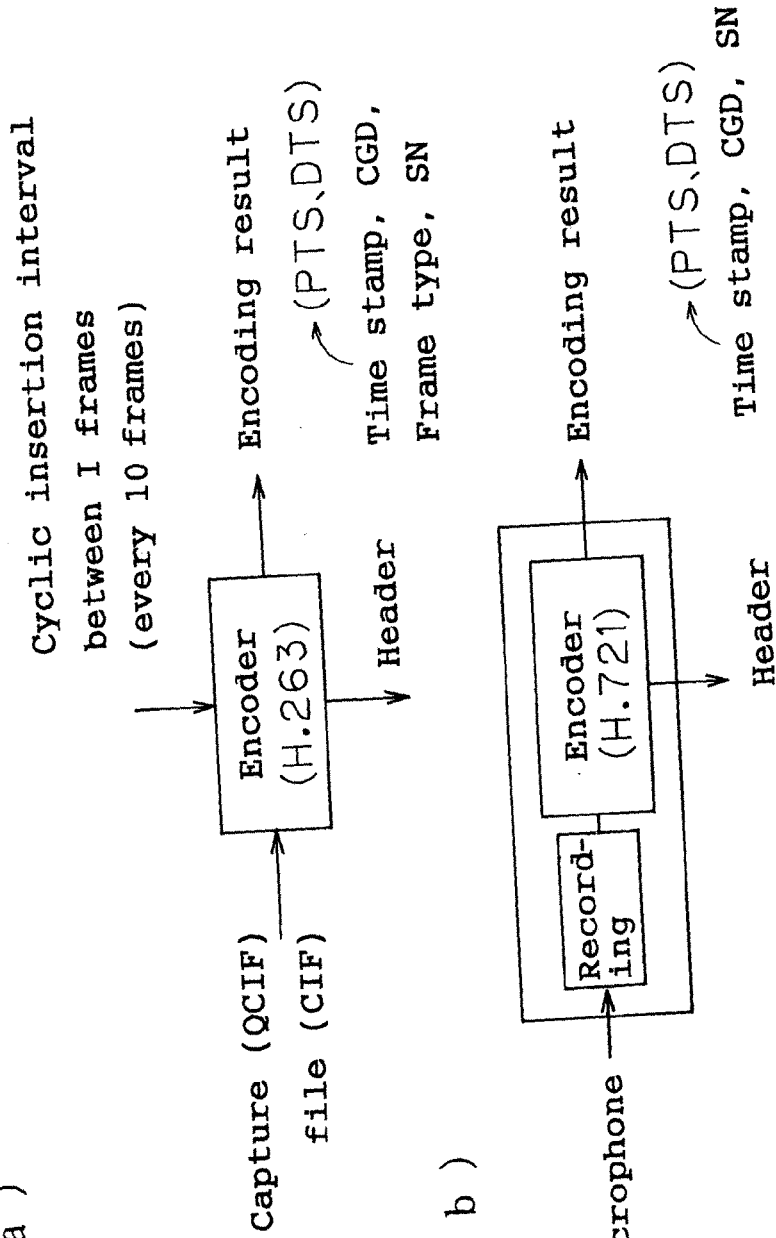 a )
Cyclic insertion interval
between I frames
(every 10 frames)
Capture (QCIF)
file (CIF)
Encoder
(H.263)
Encoding result
(PTS、DTS)
Time stamp, CGD,
Frame type, SN
Header
b )
crophone
Record-
ing
Encoder
(H.721)
Encoding result
(PTS、DTS)
Time stamp, CGD, SN
Header